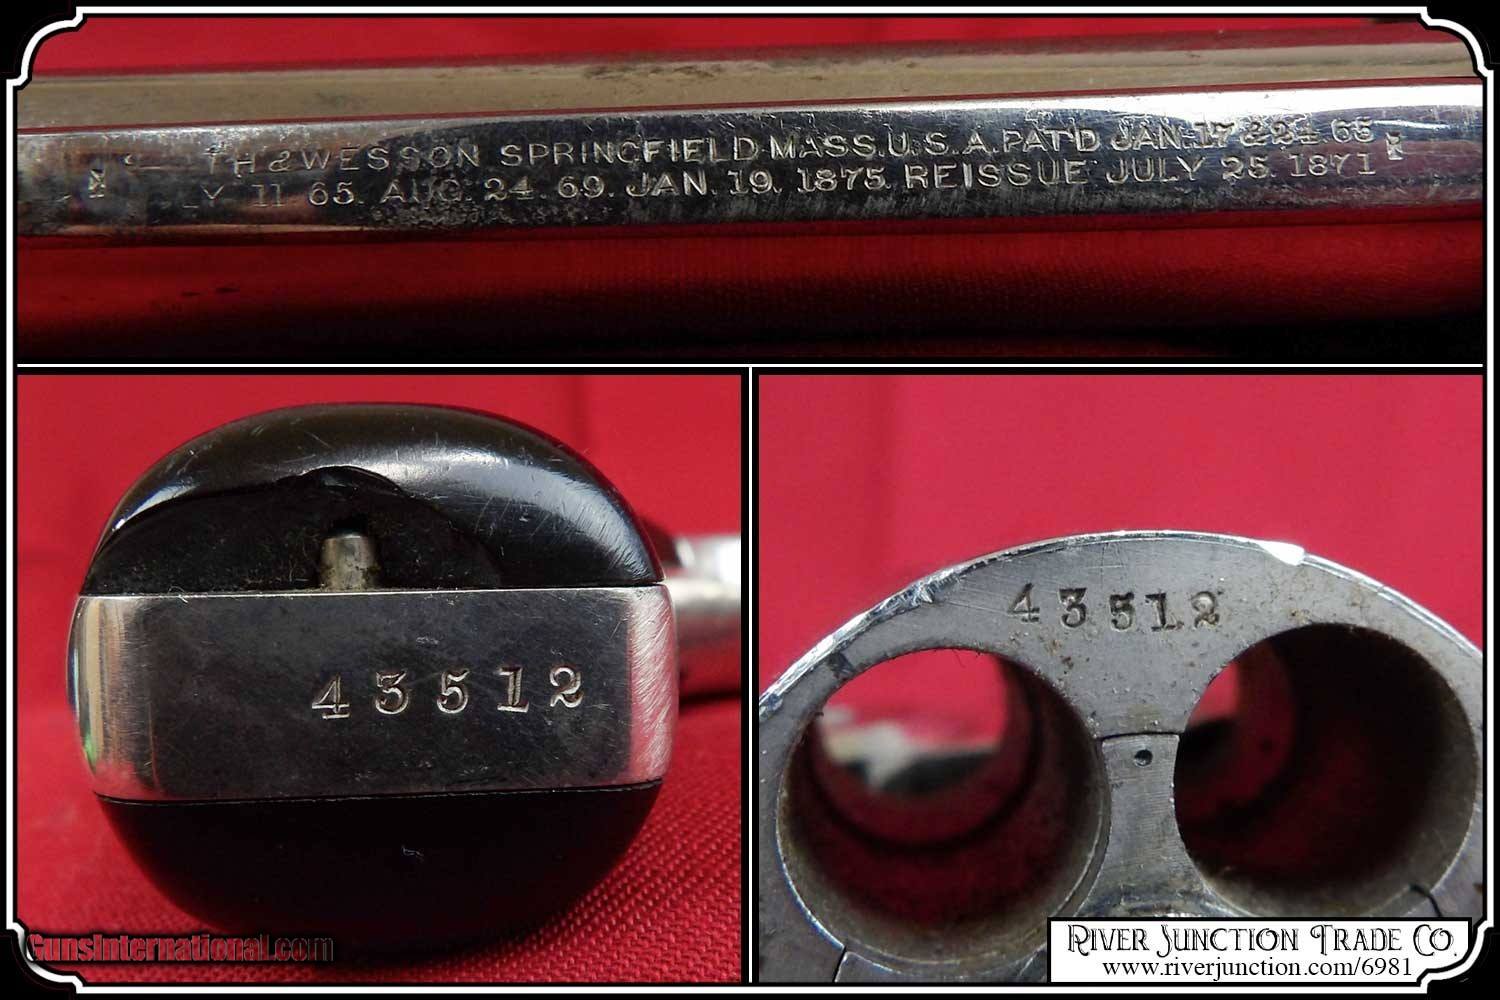 TH & WESSON SPRINGFIELD MASS. U.S.A. PAT'D JAN. 17 & 24. 65
Y 11 65. AUG. 24. 69. JAN. 19. 1875. REISSUE JULY 25. 1871
43512
43512
GunsInternational.com
RIVER JUNCTION TRADE CO.
www.riverjunction.com/6981